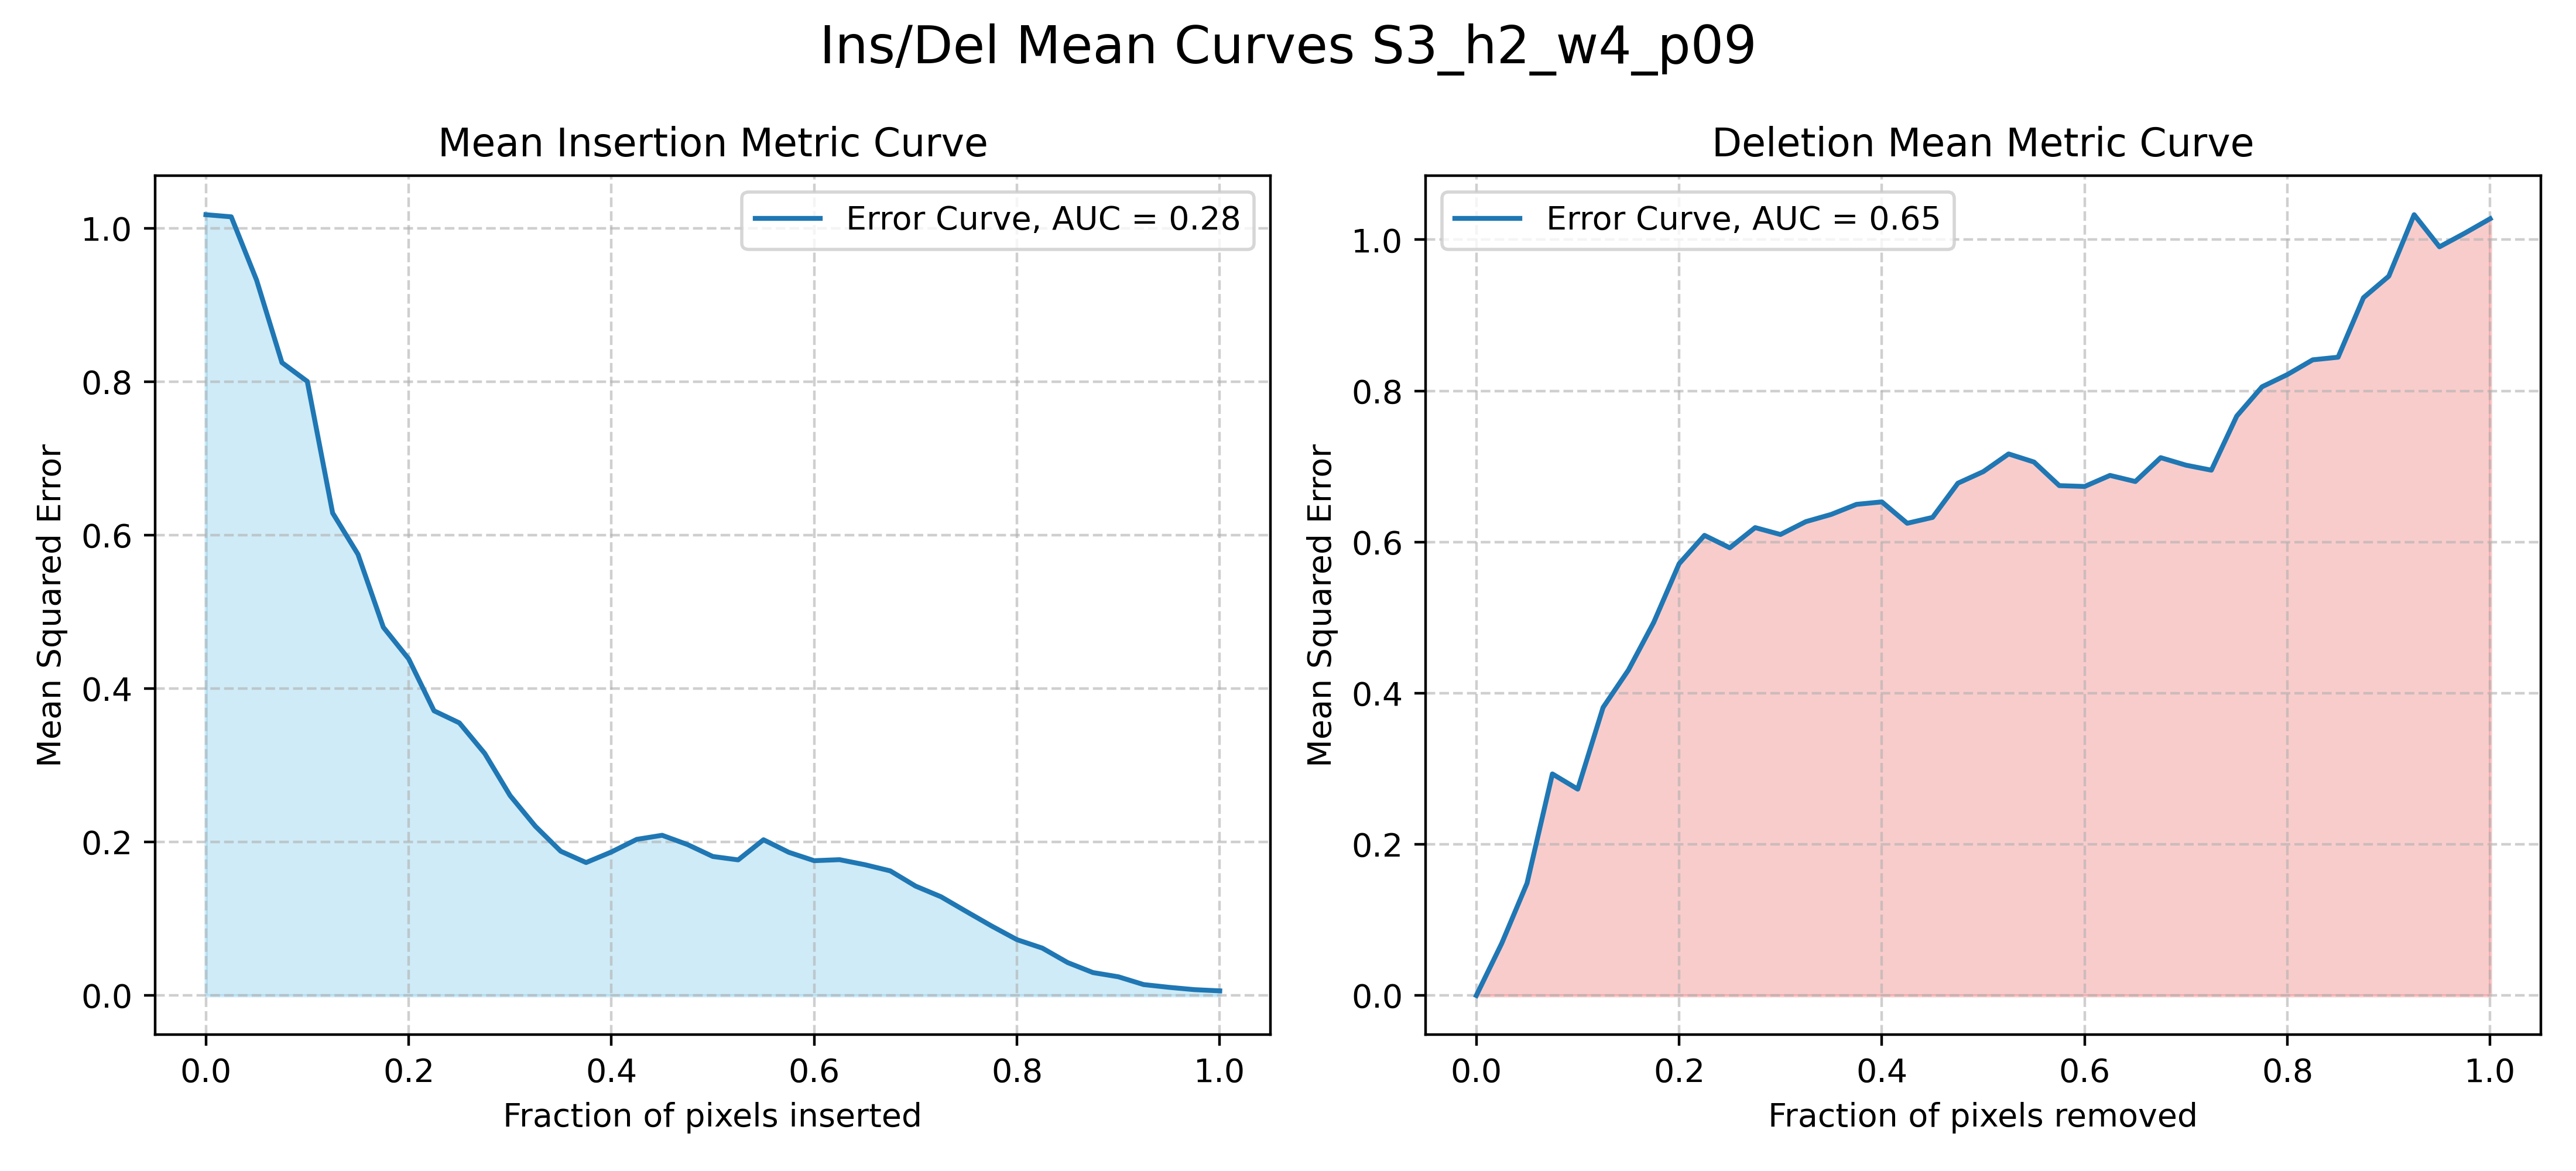 Ins/Del Mean Curves S3_h2_w4_p09
Mean Insertion Metric Curve
Error Curve, AUC = 0.28
Mean Squared Error
1.0
0.8
0.6
0.4
0.2
0.0
0.0 0.2 0.4 0.6 0.8 1.0
Fraction of pixels inserted
Deletion Mean Metric Curve
Error Curve, AUC = 0.65
Mean Squared Error
1.0
0.8
0.6
0.4
0.2
0.0
0.0 0.2 0.4 0.6 0.8 1.0
Fraction of pixels removed